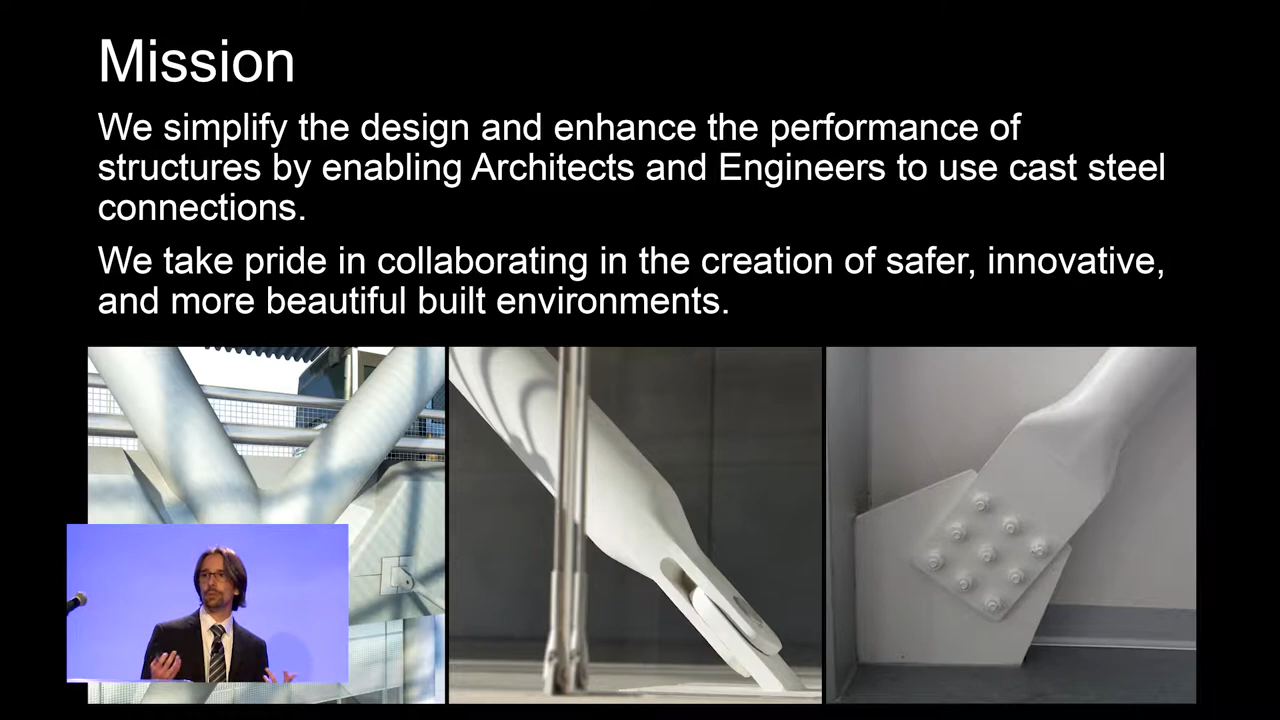 Mission
We simplify the design and enhance the performance of
structures by enabling Architects and Engineers to use cast steel
connections.
We take pride in collaborating in the creation of safer, innovative,
and more beautiful built environments.